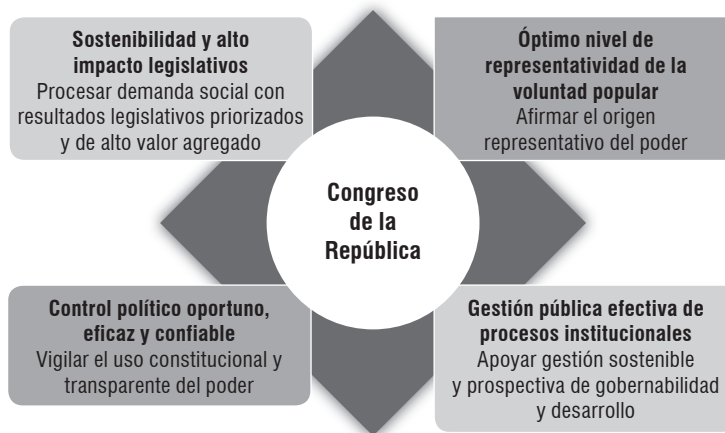 Sostenibilidad y alto
impacto legislativos
Procesar demanda social con
resultados legislativos priorizados
y de alto valor agregado
Óptimo nivel de
representatividad de la
voluntad popular
Afirmar el origen
representativo del poder
Congreso
de la
República
Control político oportuno,
eficaz y confiable
Vigilar el uso constitucional y
transparente del poder
Gestión pública efectiva de
procesos institucionales
Apoyar gestión sostenible
y prospectiva de gobernabilidad
y desarrollo